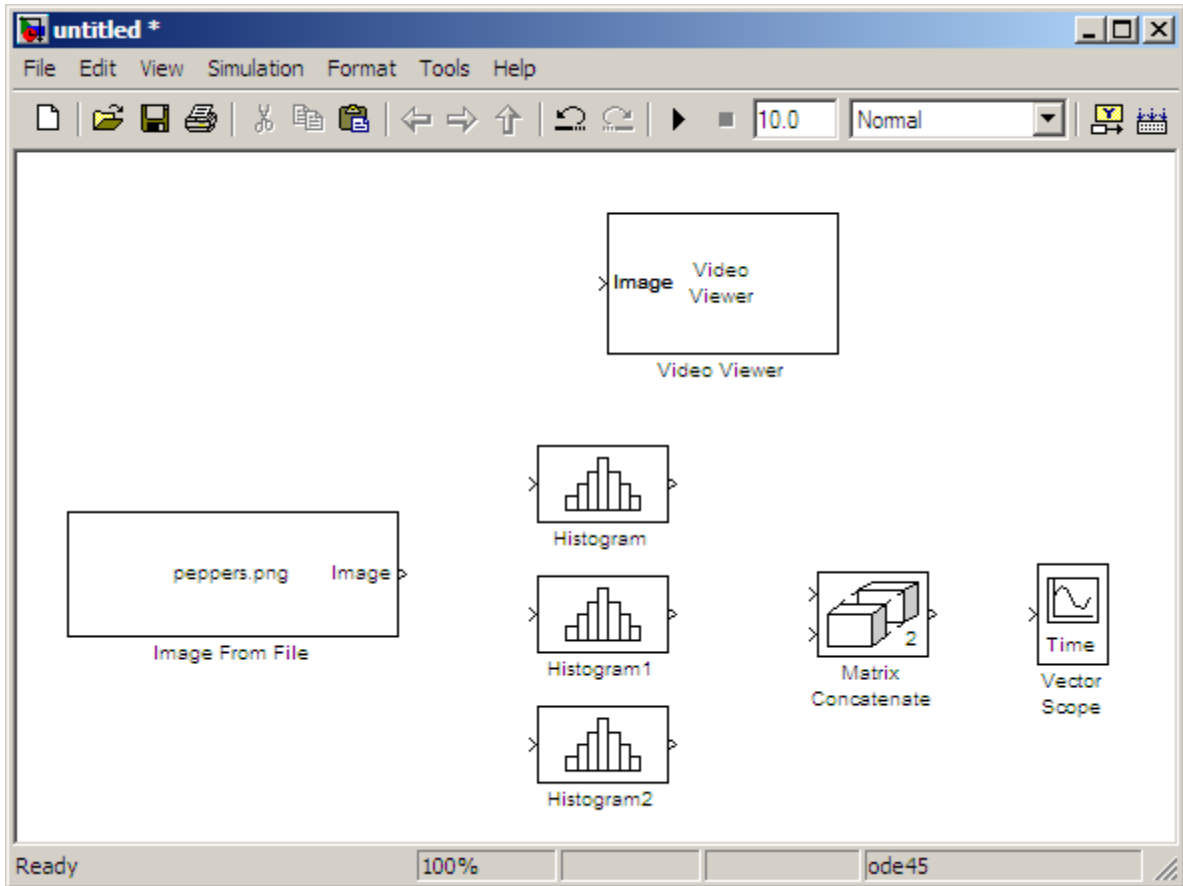 untitled *
File Edit View Simulation Format Tools Help
10.0 Normal
Image Video Viewer
Video Viewer
Histogram
peppers.png Image
Image From File
Histogram1
2
Matrix Concatenate
Time
Vector Scope
Histogram2
Ready 100% ode45